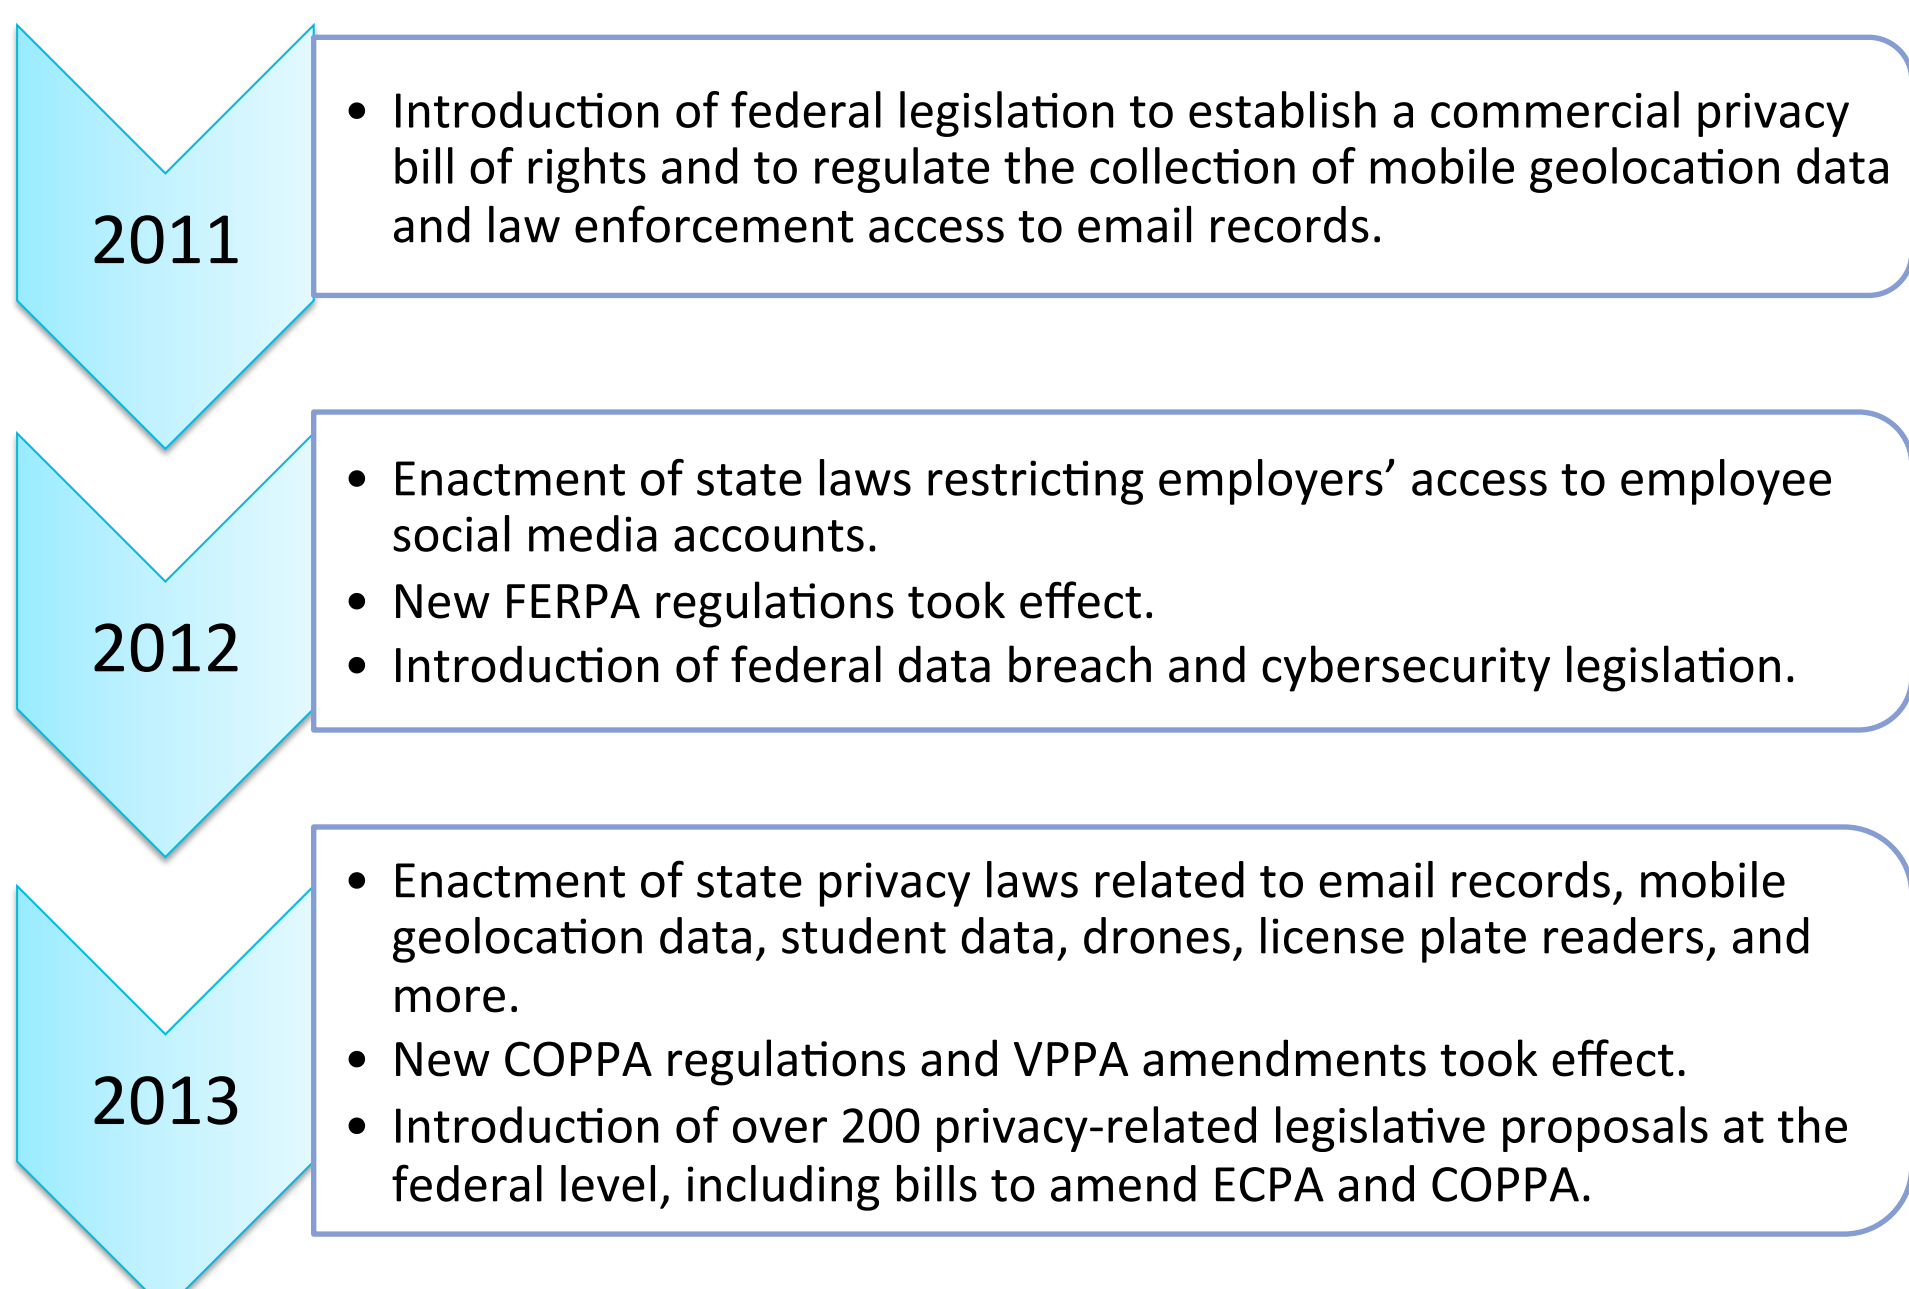 2011
• Introduction of federal legislation to establish a commercial privacy
bill of rights and to regulate the collection of mobile geolocation data
and law enforcement access to email records.
2012
• Enactment of state laws restricting employers’ access to employee
social media accounts.
• New FERPA regulations took effect.
• Introduction of federal data breach and cybersecurity legislation.
2013
• Enactment of state privacy laws related to email records, mobile
geolocation data, student data, drones, license plate readers, and
more.
• New COPPA regulations and VPPA amendments took effect.
• Introduction of over 200 privacy-related legislative proposals at the
federal level, including bills to amend ECPA and COPPA.